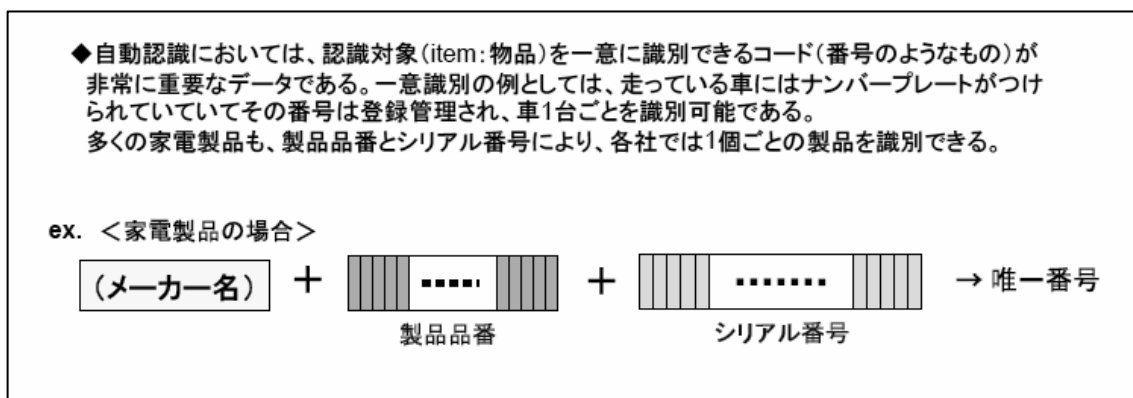 ◆自動認識においては、認識対象(item:物品)を一意に識別できるコード(番号のようなもの)が
非常に重要なデータである。一意識別の例としては、走っている車にはナンバープレートがつけ
られていていてその番号は登録管理され、車1台ごとを識別可能である。
多くの家電製品も、製品品番とシリアル番号により、各社では1個ごとの製品を識別できる。
ex. <家電製品の場合>
(メーカー名) + + → 唯一番号
製品品番 シリアル番号